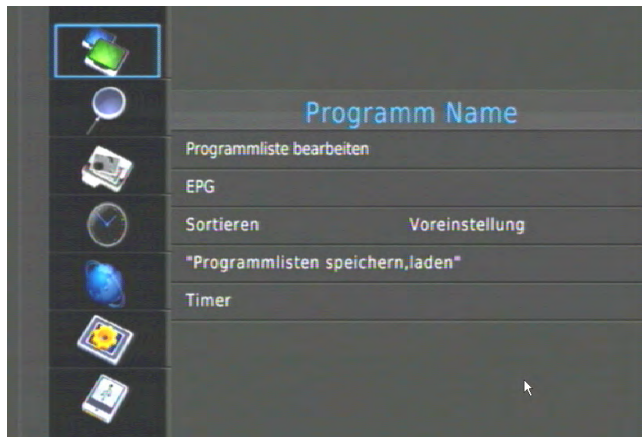 Programm Name
Programmliste bearbeiten
EPG
Sortieren Voreinstellung
"Programmlisten speichern,laden"
Timer